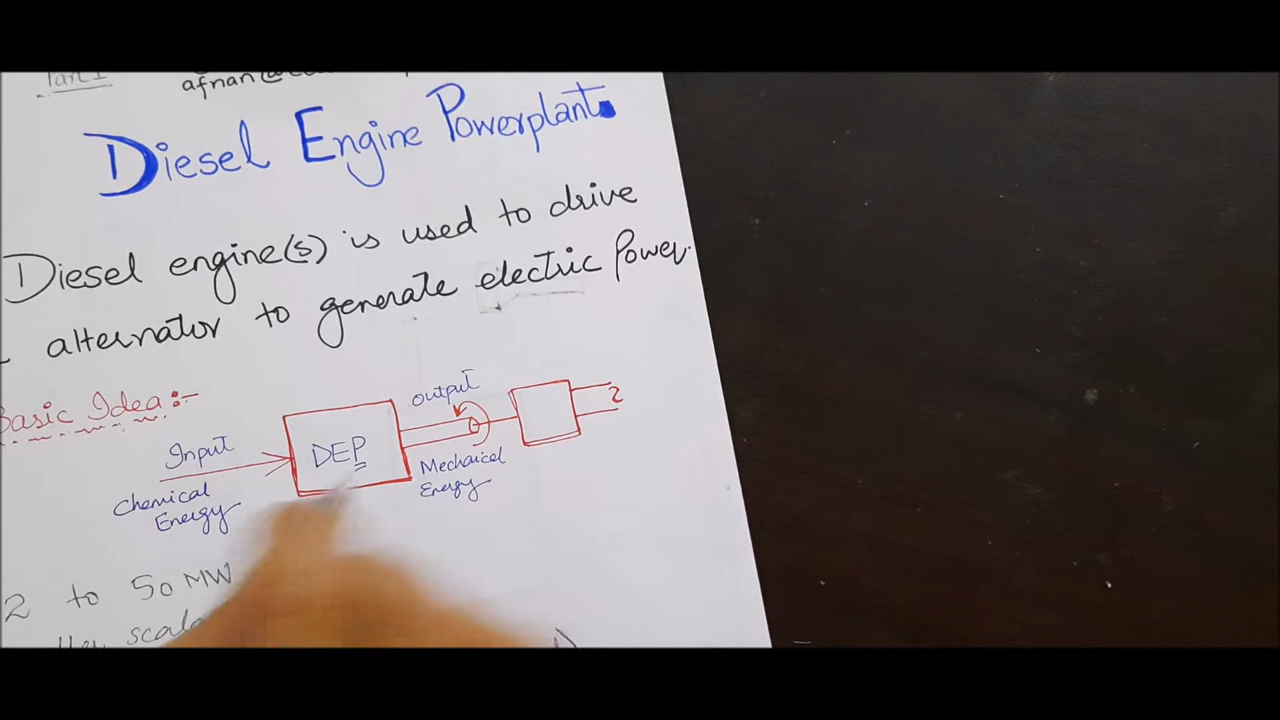 Part I
afnan@
Diesel Engine Powerplant
Diesel engine(s) is used to drive
alternator to generate electric Power.
Basic Idea:-
output
Input
DEP
Chemical
Energy
Mechanical
Energy
2 to 50 MW